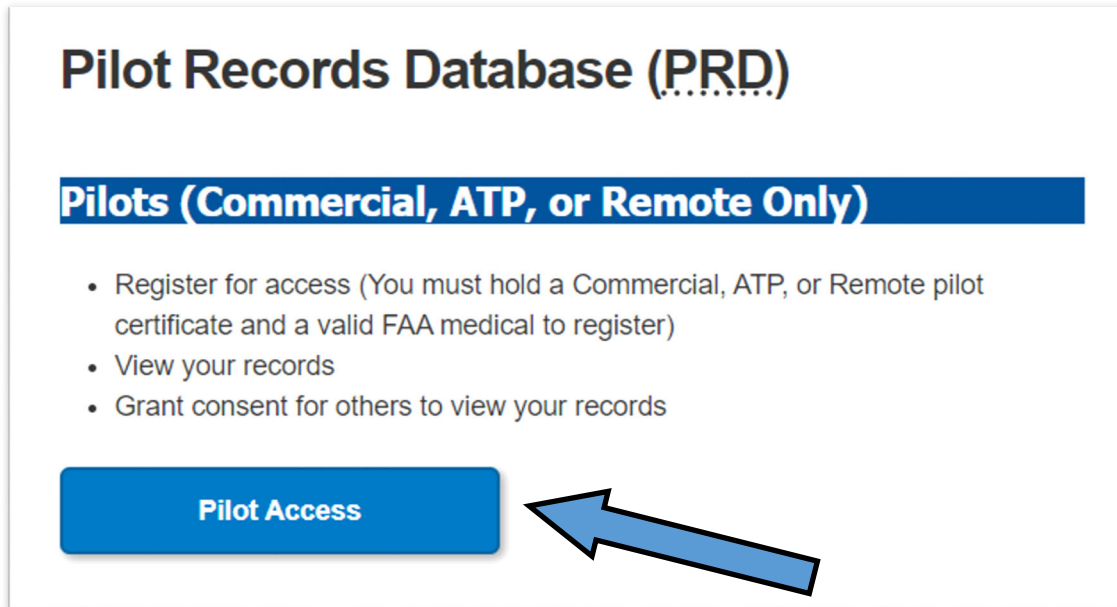 Pilot Records Database (PRD)
Pilots (Commercial, ATP, or Remote Only)
• Register for access (You must hold a Commercial, ATP, or Remote pilot
certificate and a valid FAA medical to register)
• View your records
• Grant consent for others to view your records
Pilot Access